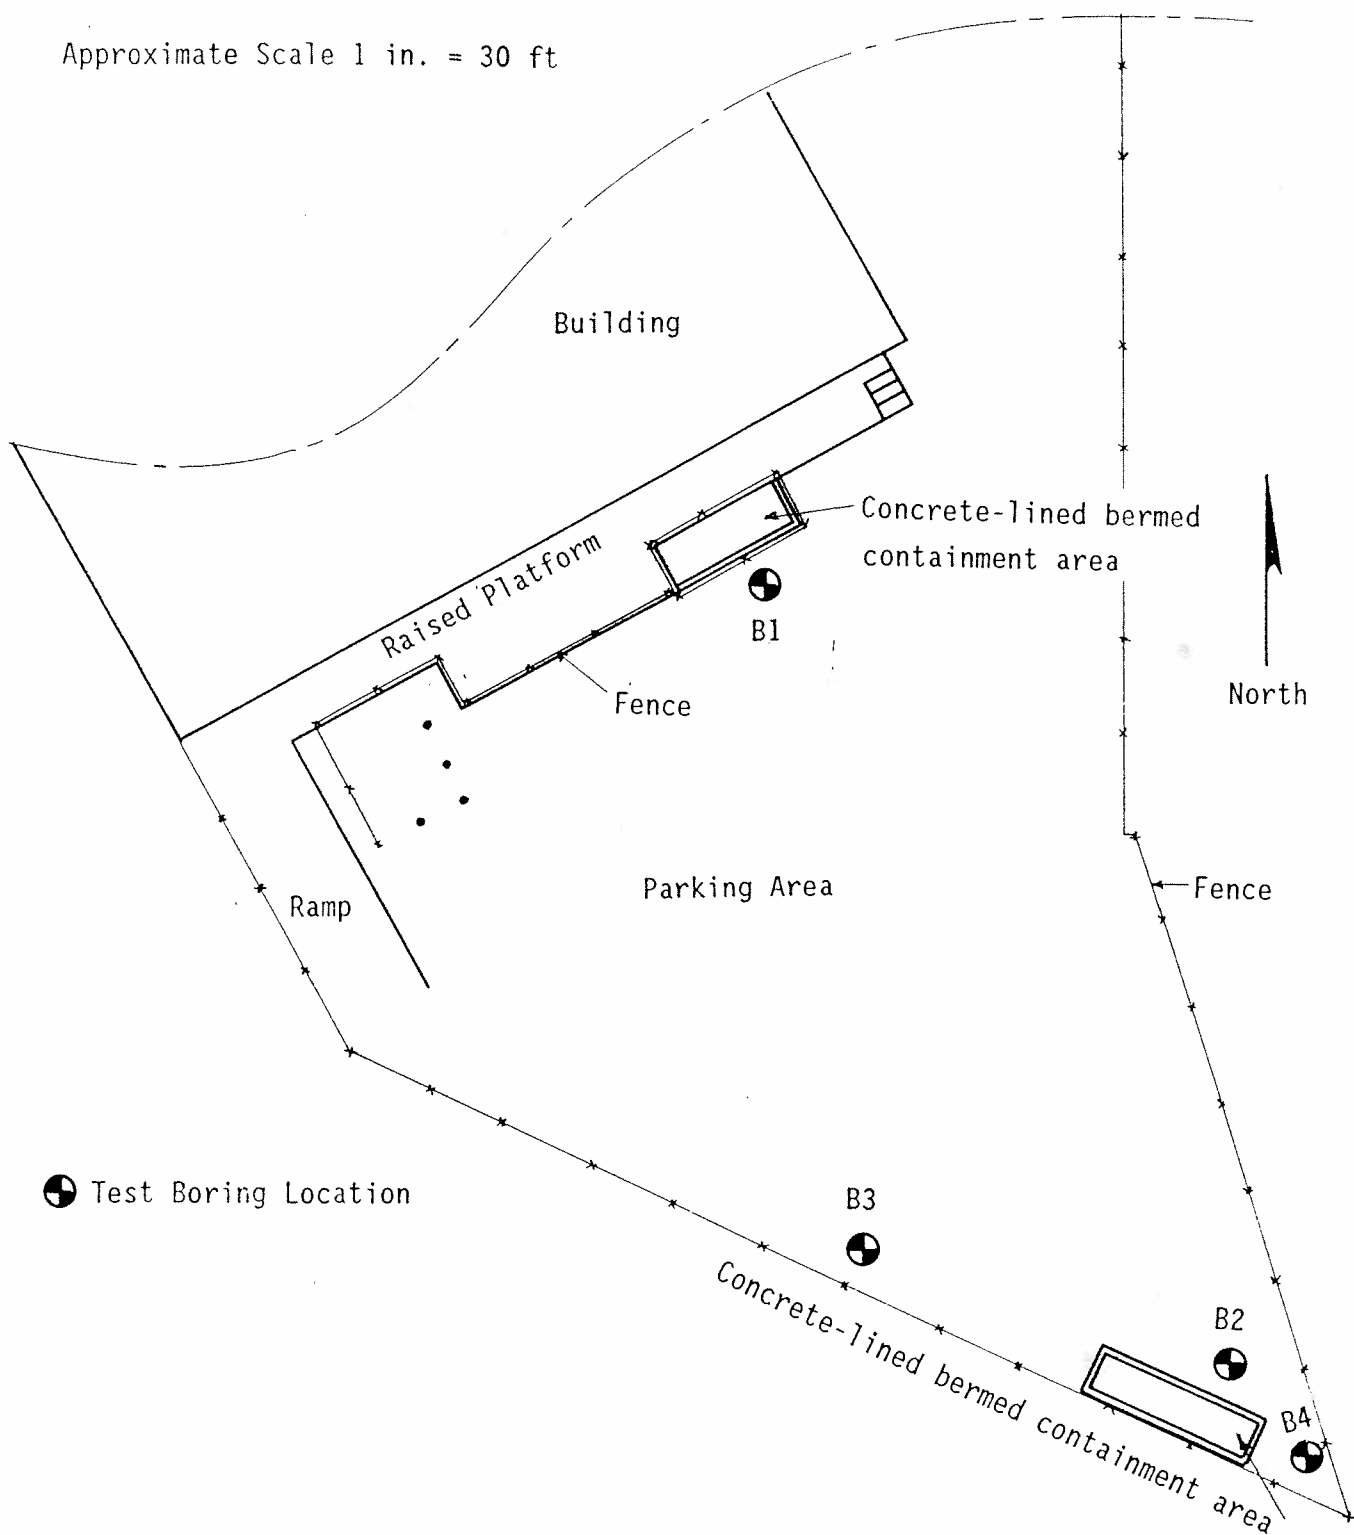 Approximate Scale 1 in. = 30 ft
Building
Concrete-lined bermed
containment area
Raised Platform
B1
Fence
North
Parking Area
Fence
Ramp
Test Boring Location
B3
Concrete-lined bermed containment area
B2
B4